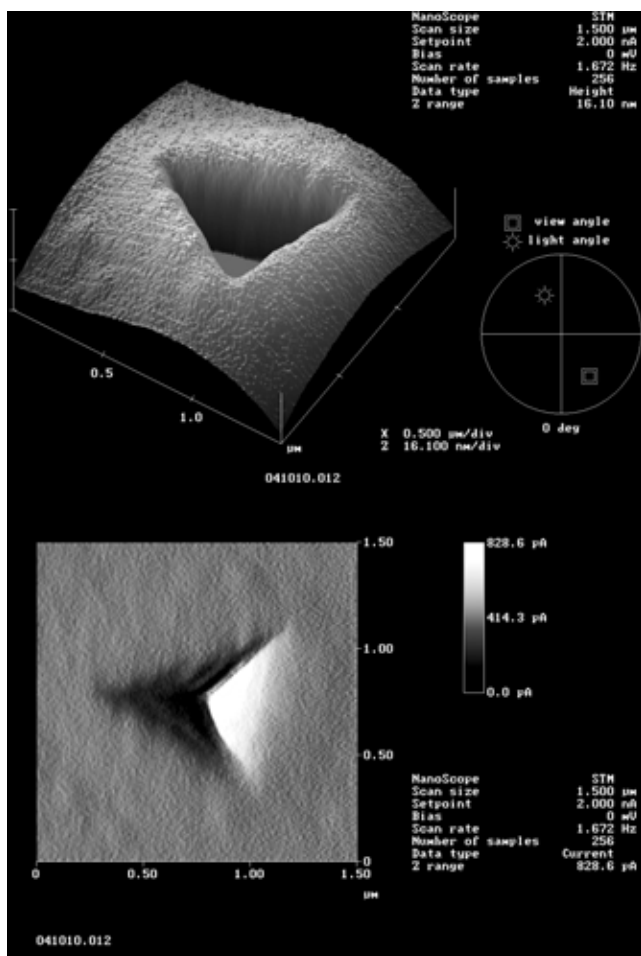 NanoScope STM
Scan size 1.500 µm
Setpoint 2.000 nA
Bias 0 mV
Scan rate 1.672 Hz
Number of samples 256
Data type Height
Z range 16.10 nm
view angle
light angle
0.5
1.0
µm
X 0.500 µm/div
Z 16.100 nm/div
0 deg
041010.012
1.50
828.6 pA
414.3 pA
1.00
0.0 pA
0.50
NanoScope STM
Scan size 1.500 µm
Setpoint 2.000 nA
Bias 0 mV
Scan rate 1.672 Hz
Number of samples 256
Data type Current
Z range 828.6 pA
0
0 0.50 1.00 1.50
µm
041010.012